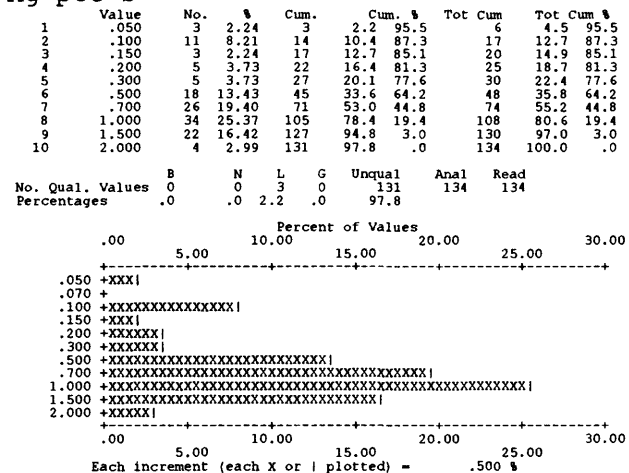 Value No. % Cum. Cum. % Tot Cum Tot Cum %
1 .050 3 2.24 3 2.2 95.5 6 4.5 95.5
2 .100 11 8.21 14 10.4 87.3 17 12.7 87.3
3 .150 3 2.24 17 12.7 85.1 20 14.9 85.1
4 .200 5 3.73 22 16.4 81.3 25 18.7 81.3
5 .300 5 3.73 27 20.1 77.6 30 22.4 77.6
6 .500 18 13.43 45 33.6 64.2 48 35.8 64.2
7 .700 26 19.40 71 53.0 44.8 74 55.2 44.8
8 1.000 34 25.37 105 78.4 19.4 108 80.6 19.4
9 1.500 22 16.42 127 94.8 3.0 130 97.0 3.0
10 2.000 4 2.99 131 97.8 .0 134 100.0 .0
B N L G Unqual Anal Read
No. Qual. Values 0 0 3 0 131 134 134
Percentages .0 .0 2.2 .0 97.8
Percent of Values
.00 10.00 20.00 30.00
5.00 15.00 25.00
+---------+---------+---------+---------+---------+---------+
.050 +XXX|
.070 +
.100 +XXXXXXXXXXXXXXX|
.150 +XXX|
.200 +XXXXXX|
.300 +XXXXXX|
.500 +XXXXXXXXXXXXXXXXXXXXXXXXXX|
.700 +XXXXXXXXXXXXXXXXXXXXXXXXXXXXXXXXXXXXXX|
1.000 +XXXXXXXXXXXXXXXXXXXXXXXXXXXXXXXXXXXXXXXXXXXXXXXXXX|
1.500 +XXXXXXXXXXXXXXXXXXXXXXXXXXXXXXXX|
2.000 +XXXXX|
+---------+---------+---------+---------+---------+---------+
.00 10.00 20.00 30.00
5.00 15.00 25.00
Each increment (each X or | plotted) = .500 %